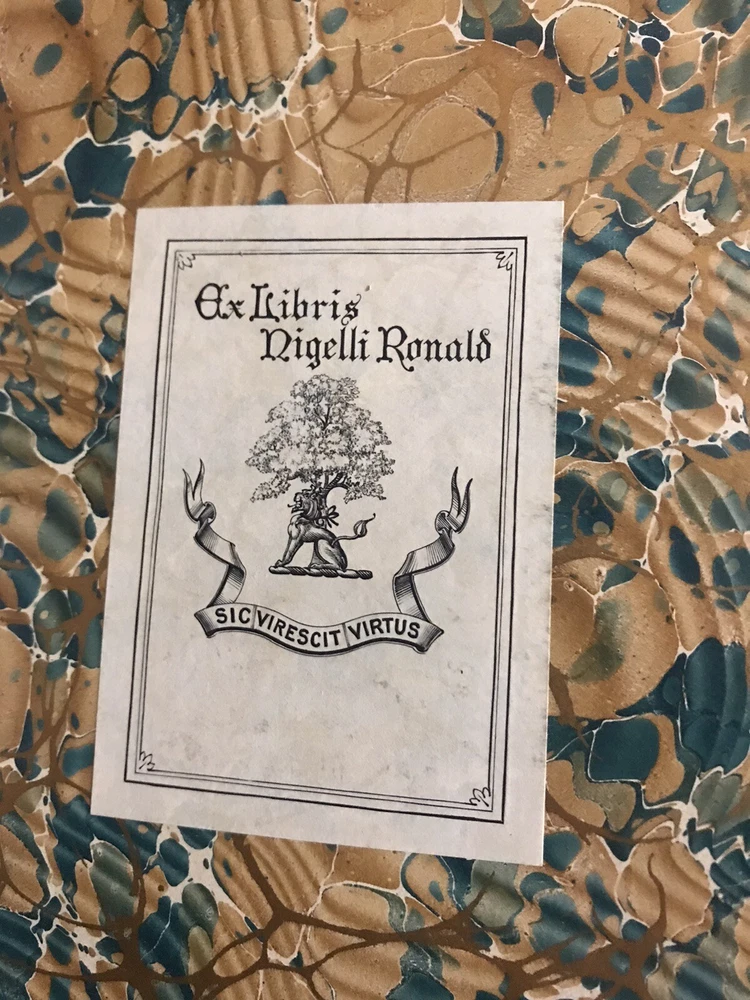 Ex Libris
Nigelli Ronald
SIC VIRESCIT VIRTUS